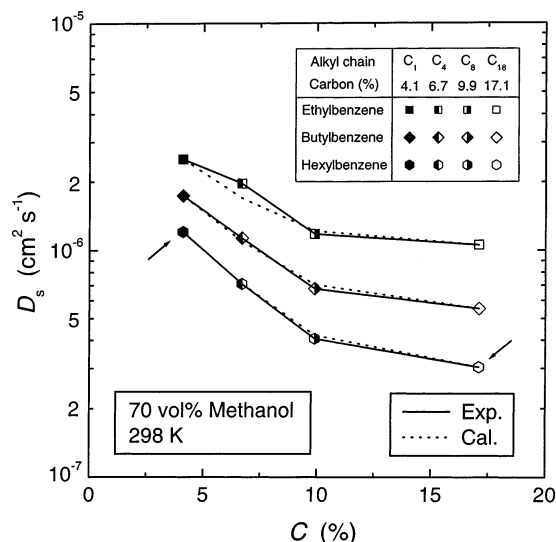 10⁻⁵
5
2
10⁻⁶
5
2
10⁻⁷
Dₛ (cm² s⁻¹)
Alkyl chain C₁ C₄ C₈ C₁₈
Carbon (%) 4.1 6.7 9.9 17.1
Ethylbenzene
Butylbenzene
Hexylbenzene
70 vol% Methanol
298 K
Exp.
Cal.
0 5 10 15 20
C (%)